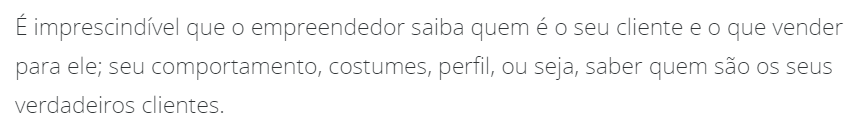 É imprescindível que o empreendedor saiba quem é o seu cliente e o que vender
para ele; seu comportamento, costumes, perfil, ou seja, saber quem são os seus
verdadeiros clientes.